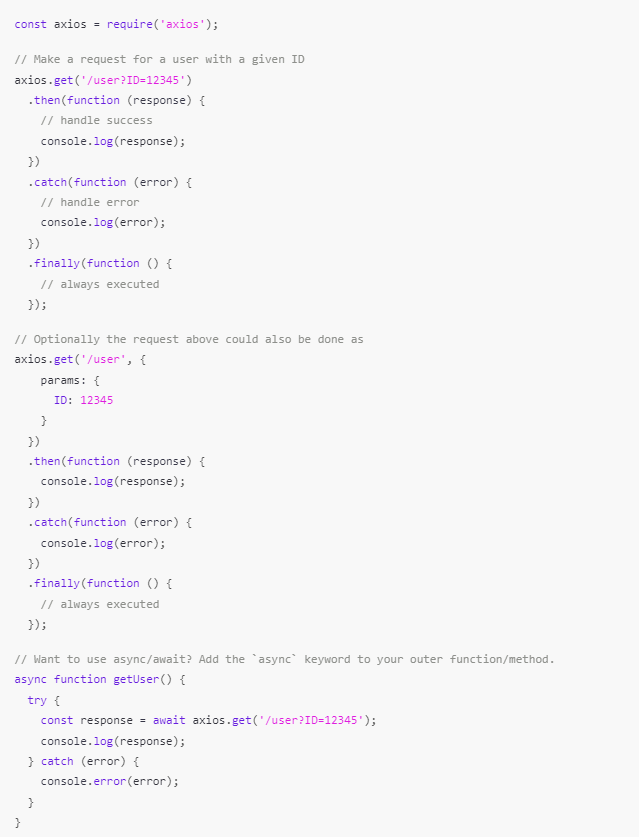 const axios = require('axios');
// Make a request for a user with a given ID
axios.get('/user?ID=12345')
  .then(function (response) {
    // handle success
    console.log(response);
  })
  .catch(function (error) {
    // handle error
    console.log(error);
  })
  .finally(function () {
    // always executed
  });
// Optionally the request above could also be done as
axios.get('/user', {
    params: {
      ID: 12345
    }
  })
  .then(function (response) {
    console.log(response);
  })
  .catch(function (error) {
    console.log(error);
  })
  .finally(function () {
    // always executed
  });
// Want to use async/await? Add the `async` keyword to your outer function/method.
async function getUser() {
  try {
    const response = await axios.get('/user?ID=12345');
    console.log(response);
  } catch (error) {
    console.error(error);
  }
}